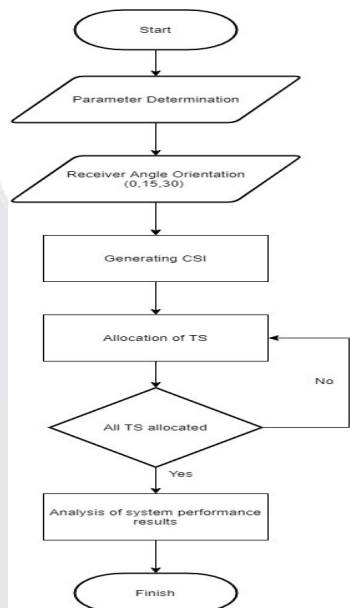 Start
Parameter Determination
Receiver Angle Orientation
(0,15,30)
Generating CSI
Allocation of TS
No
All TS allocated
Yes
Analysis of system performance
results
Finish